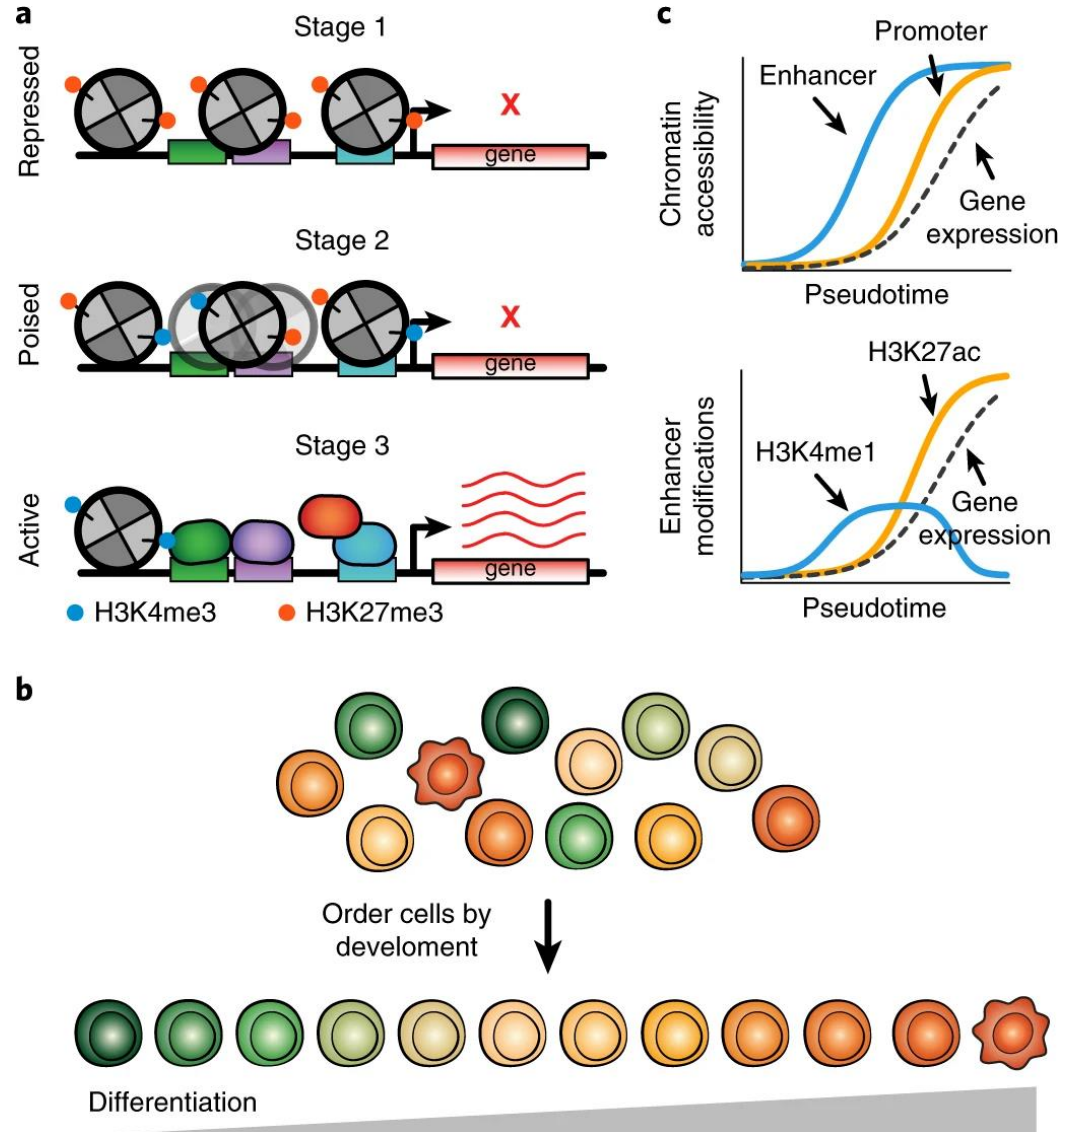 a
Stage 1
Repressed
X
gene
Stage 2
Poised
X
gene
Stage 3
Active
gene
H3K4me3
H3K27me3
c
Promoter
Enhancer
Chromatin
accessibility
Gene
expression
Pseudotime
H3K27ac
H3K4me1
Enhancer
modifications
Gene
expression
Pseudotime
b
Order cells by
develoment
Differentiation